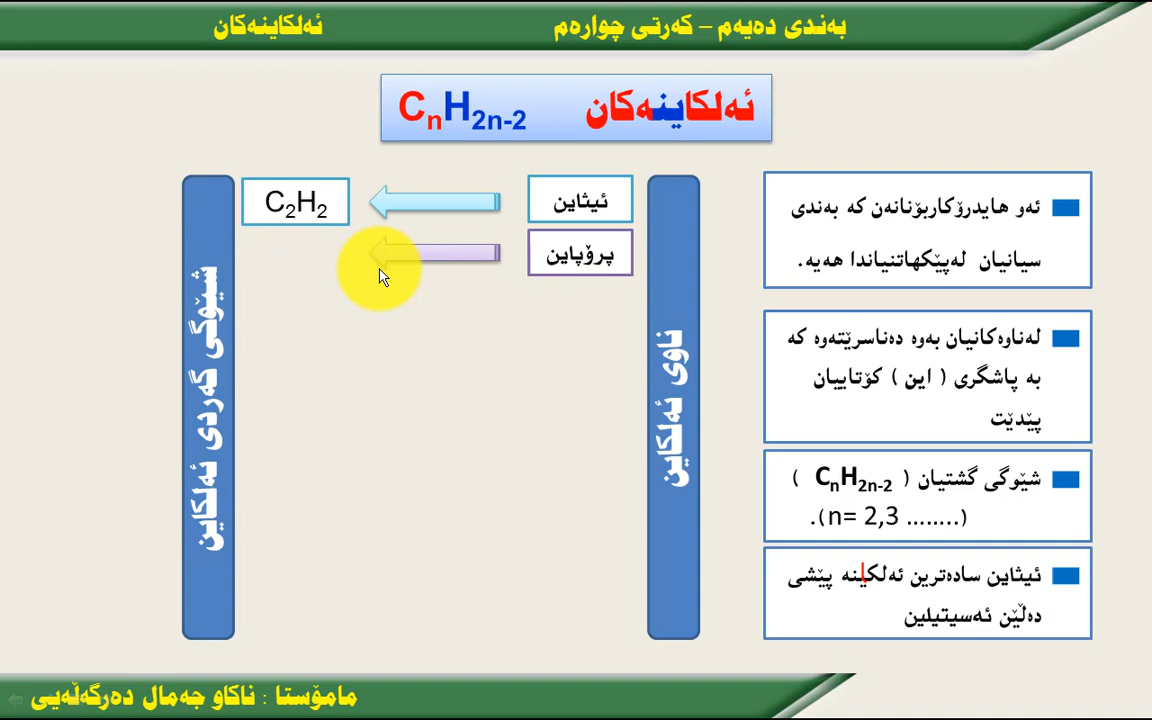 بەندی دەیەم – کەرتی چوارەم
ئەلکاینەکان
ئەلکاینەکان CnH2n-2
ئەو هایدرۆکاربۆنانەن کە بەندی
سیانیان لەپێکهاتنیاندا هەیە.
لەناوەکانیان بەوە دەناسرێتەوە کە
بە پاشگری ( این ) کۆتاییان
پێدێت
شێوگی گشتیان ( CnH2n-2 )
(n= 2,3 ........).
ئیثاین سادەترین ئەلکینە پێشی
دەڵێن ئەسیتیلین
ناوی ئەلکاین
ئیثاین
پرۆپاین
C2H2
شێوگی گەردی ئەلکاین
مامۆستا : ناکاو جەمال دەرگەڵەیی